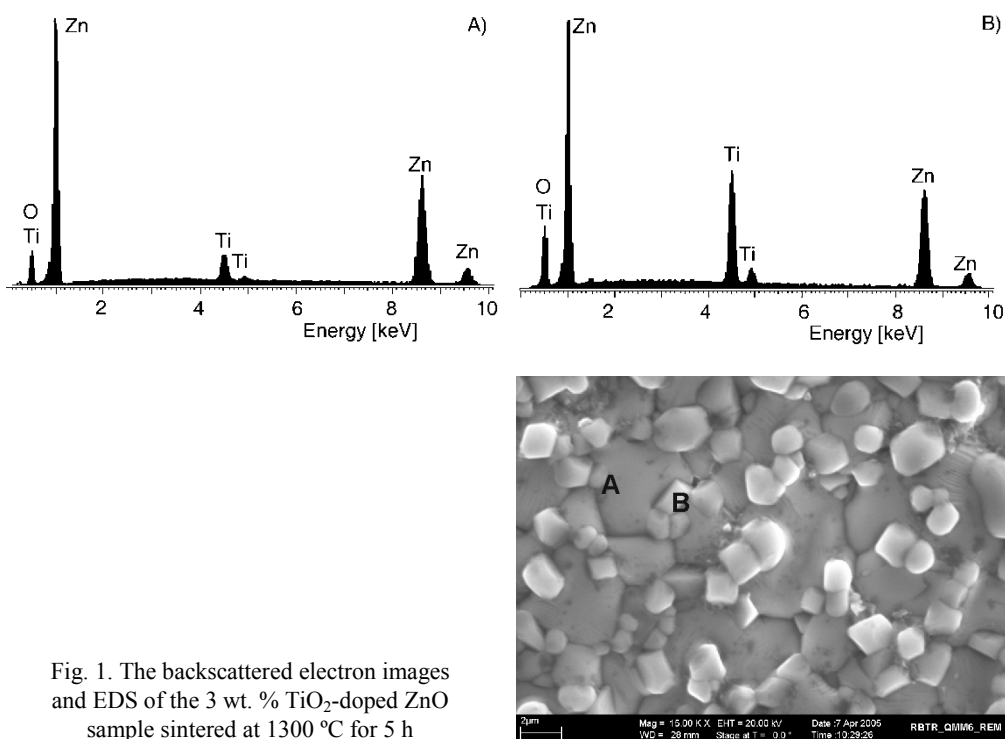 A)
Zn
O
Ti
Ti
Ti
Zn
Zn
2
4
6
8
10
Energy [keV]
B)
Zn
O
Ti
Ti
Ti
Zn
Zn
2
4
6
8
10
Energy [keV]
A
B
2µm
Mag = 15.00 K X EHT = 20.00 kV Date :7 Apr 2005
WD = 28 mm Stage at T = 0.0 ° Time :10:29:26
RBTR_QMM6_REM
Fig. 1. The backscattered electron images
and EDS of the 3 wt. % TiO₂-doped ZnO
sample sintered at 1300 ºC for 5 h